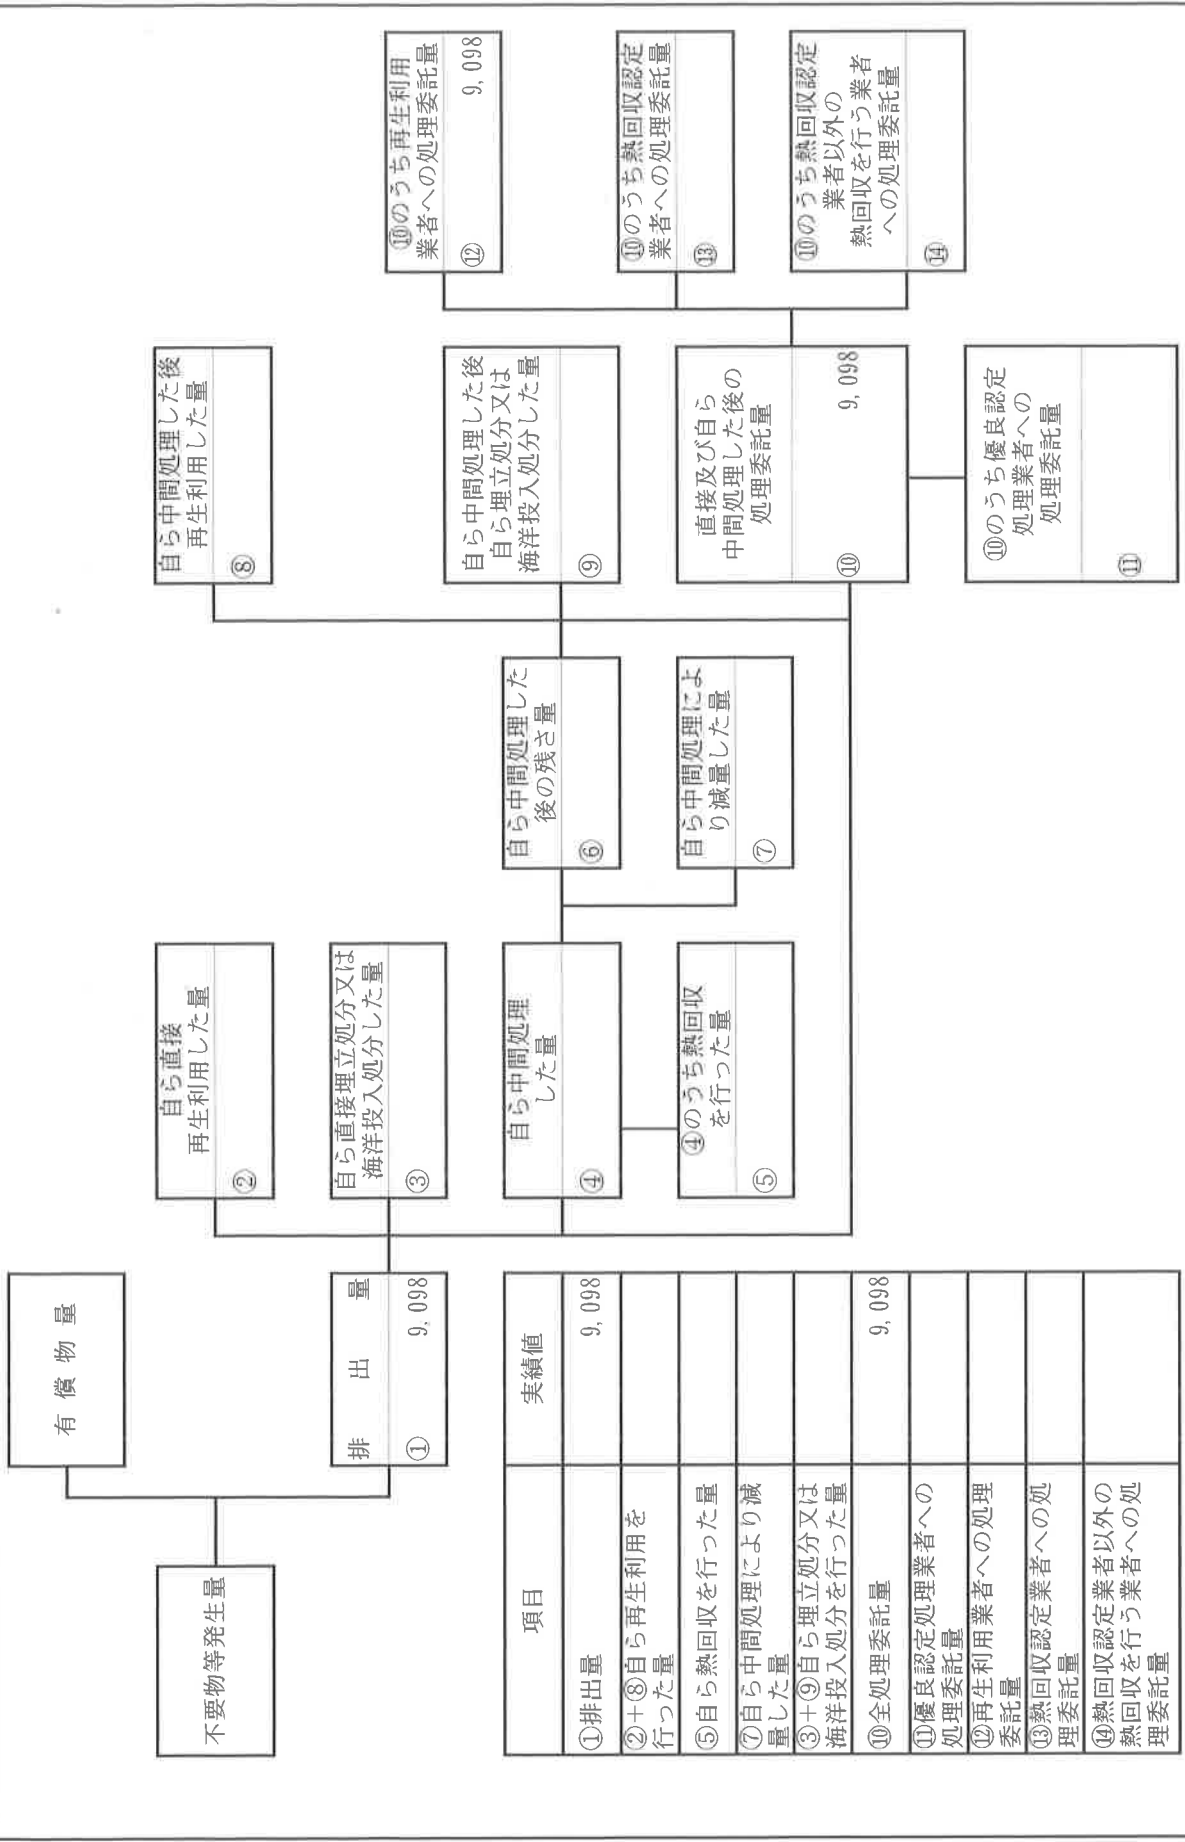 有償物量
不要物等発生量
排出量
① 9,098
自ら直接
再生利用した量
②
自ら直接埋立処分又は
海洋投入処分した量
③
自ら中間処理
した量
④
④のうち熱回収
を行った量
⑤
自ら中間処理した
後の残さ量
⑥
自ら中間処理によ
り減量した量
⑦
自ら中間処理した後
再生利用した量
⑧
自ら中間処理した後
自ら埋立処分又は
海洋投入処分した量
⑨
直接及び自ら
中間処理した後の
処理委託量
⑩ 9,098
⑩のうち優良認定
処理業者への
処理委託量
⑪
⑩のうち再生利用
業者への処理委託量
⑫ 9,098
⑩のうち熱回収認定
業者への処理委託量
⑬
⑩のうち熱回収認定
業者以外の
熱回収を行う業者
への処理委託量
⑭
項目 実績値
①排出量 9,098
②+⑧自ら再生利用を
行った量
⑤自ら熱回収を行った量
⑦自ら中間処理により減
量した量
③+⑨自ら埋立処分又は
海洋投入処分を行った量
⑩全処理委託量 9,098
⑪優良認定処理業者への
処理委託量
⑫再生利用業者への処理
委託量
⑬熱回収認定業者への処
理委託量
⑭熱回収認定業者以外の
熱回収を行う業者への処
理委託量